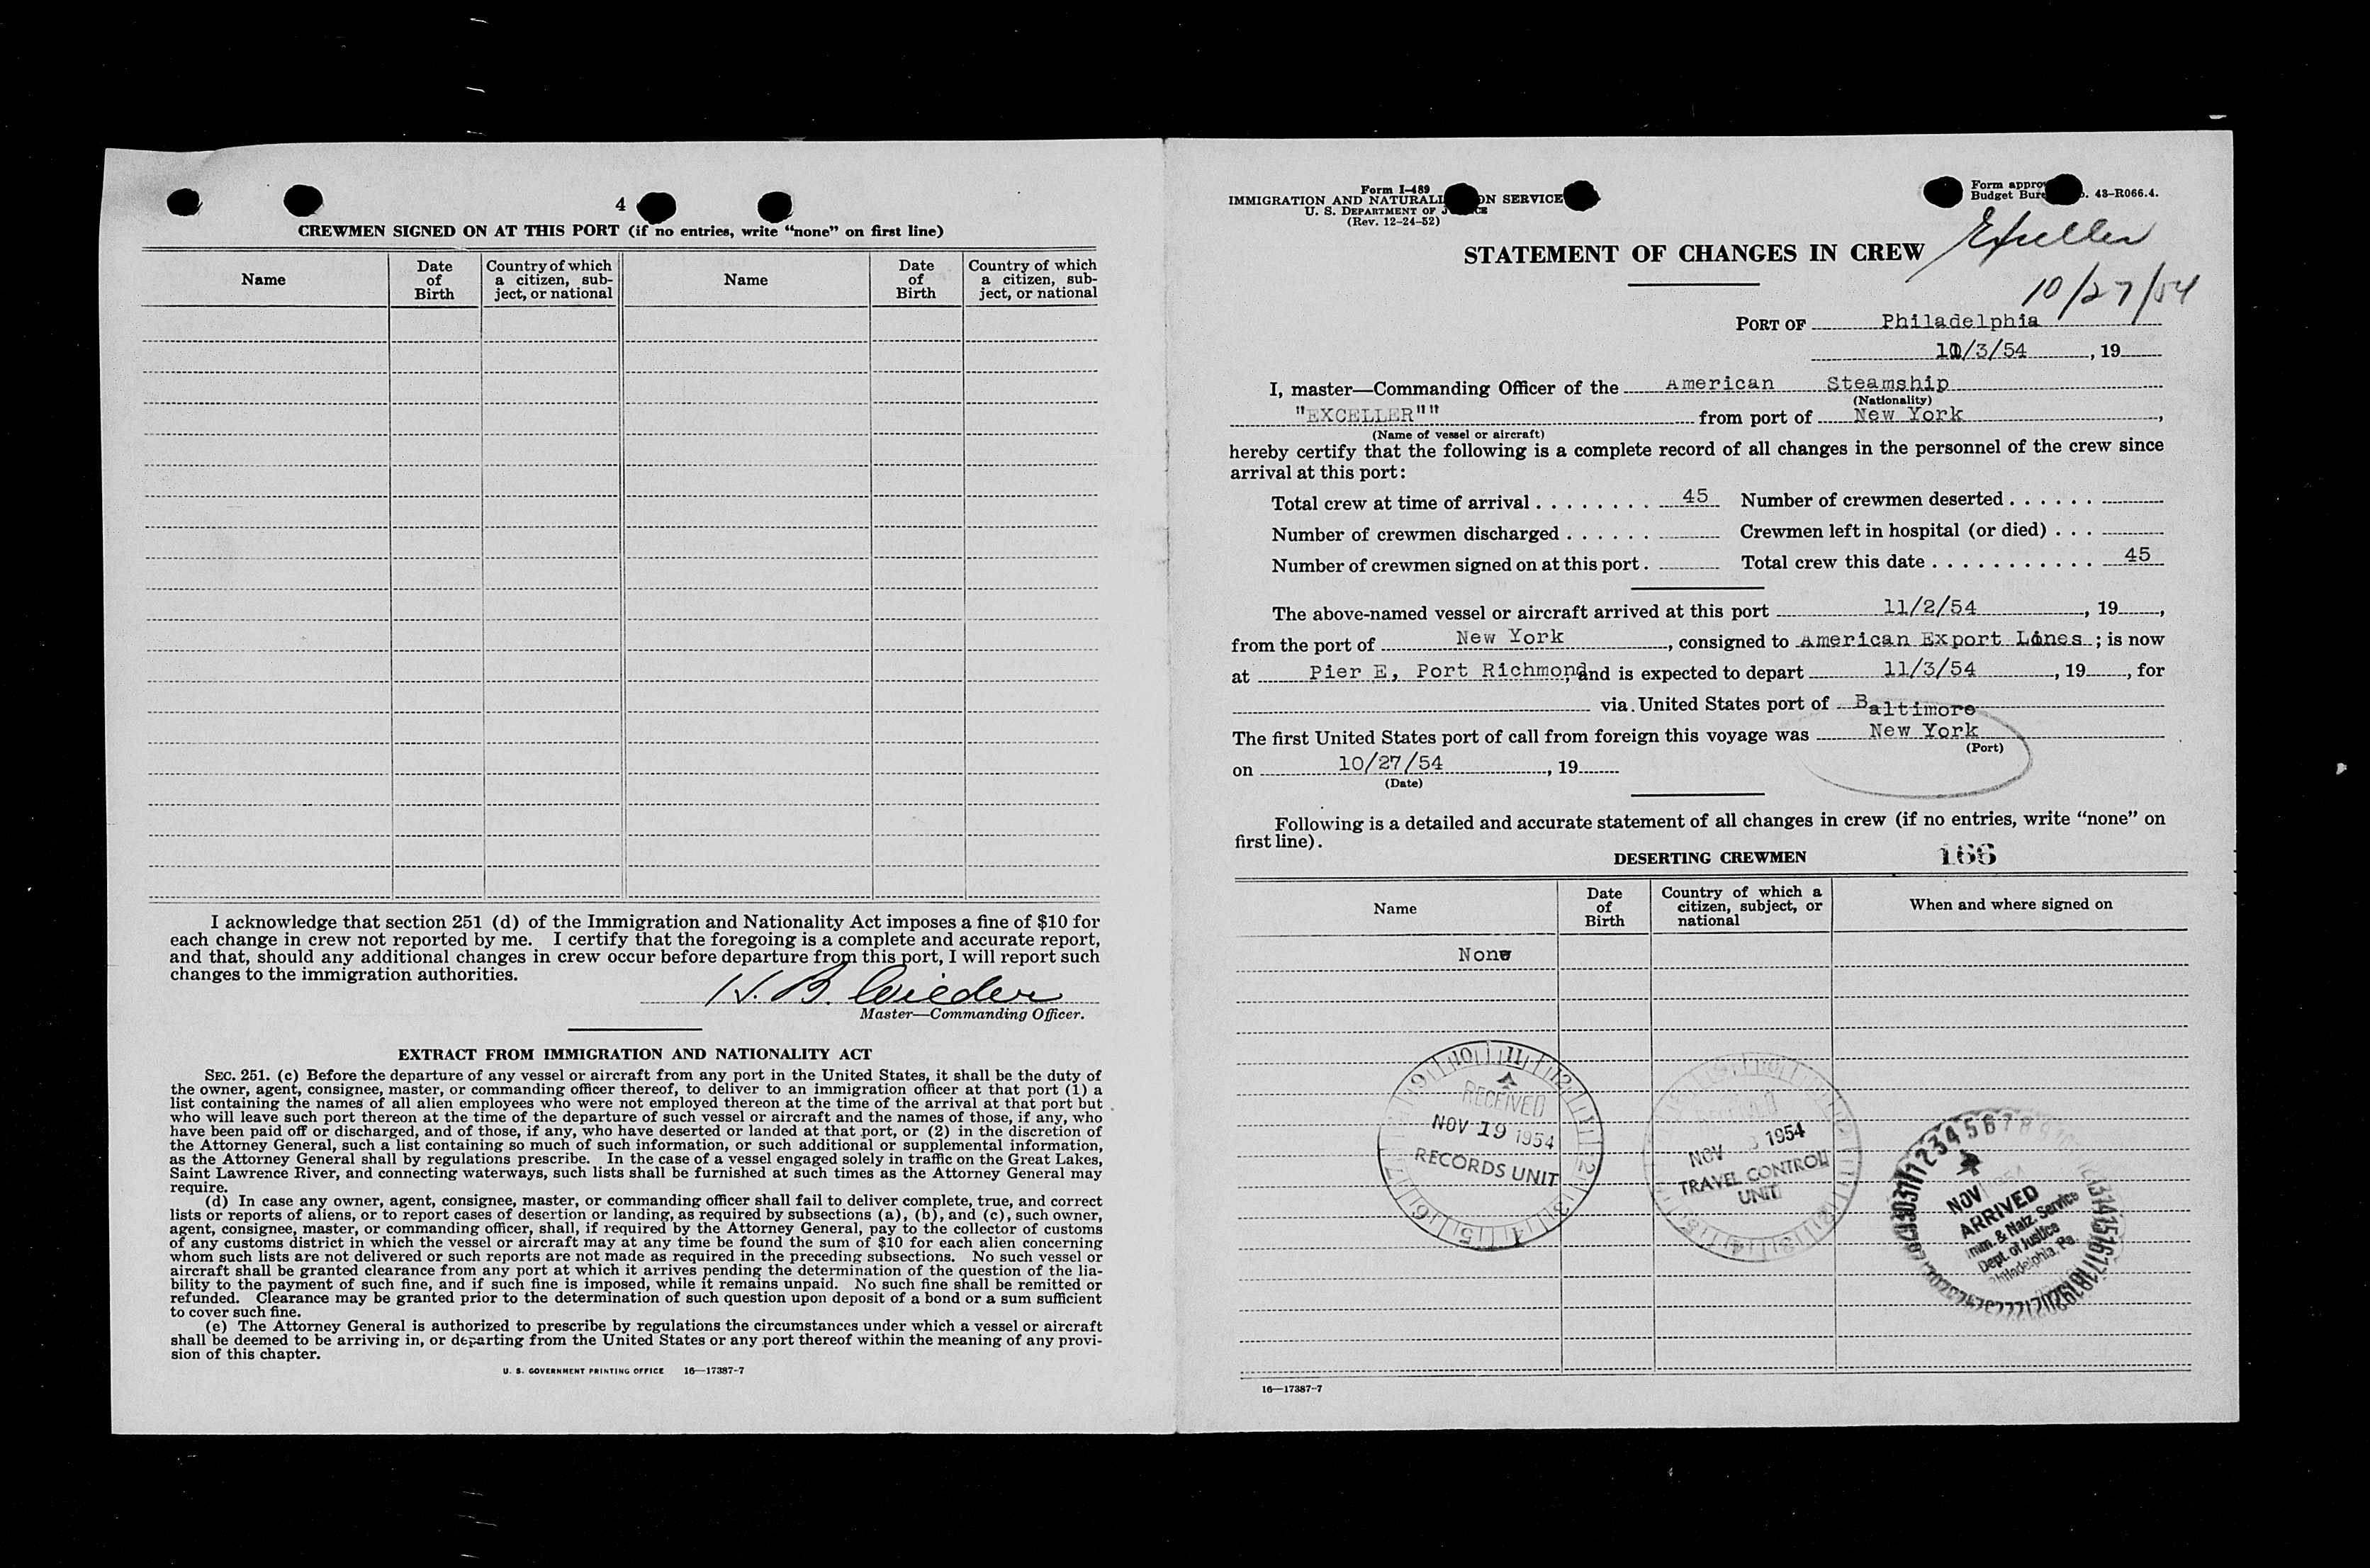 4
CREWMEN SIGNED ON AT THIS PORT (if no entries, write "none" on first line)
Name
Date of Birth
Country of which a citizen, subject, or national
Name
Date of Birth
Country of which a citizen, subject, or national
I acknowledge that section 251 (d) of the Immigration and Nationality Act imposes a fine of $10 for
each change in crew not reported by me. I certify that the foregoing is a complete and accurate report,
and that, should any additional changes in crew occur before departure from this port, I will report such
changes to the immigration authorities.
Master—Commanding Officer.
EXTRACT FROM IMMIGRATION AND NATIONALITY ACT
SEC. 251. (c) Before the departure of any vessel or aircraft from any port in the United States, it shall be the duty of
the owner, agent, consignee, master, or commanding officer thereof, to deliver to an immigration officer at that port (1) a
list containing the names of all alien employees who were not employed thereon at the time of the arrival at that port but
who will leave such port thereon at the time of the departure of such vessel or aircraft and the names of those, if any, who
have been paid off or discharged, and of those, if any, who have deserted or landed at that port, or (2) in the discretion of
the Attorney General, such a list containing so much of such information, or such additional or supplemental information,
as the Attorney General shall by regulations prescribe. In the case of a vessel engaged solely in traffic on the Great Lakes,
Saint Lawrence River, and connecting waterways, such lists shall be furnished at such times as the Attorney General may
require.
(d) In case any owner, agent, consignee, master, or commanding officer shall fail to deliver complete, true, and correct
lists or reports of aliens, or to report cases of desertion or landing, as required by subsections (a), (b), and (c), such owner,
agent, consignee, master, or commanding officer, shall, if required by the Attorney General, pay to the collector of customs
of any customs district in which the vessel or aircraft may at any time be found the sum of $10 for each alien concerning
whom such lists are not delivered or such reports are not made as required in the preceding subsections. No such vessel or
aircraft shall be granted clearance from any port at which it arrives pending the determination of the question of the lia-
bility to the payment of such fine, and if such fine is imposed, while it remains unpaid. No such fine shall be remitted or
refunded. Clearance may be granted prior to the determination of such question upon deposit of a bond or a sum sufficient
to cover such fine.
(e) The Attorney General is authorized to prescribe by regulations the circumstances under which a vessel or aircraft
shall be deemed to be arriving in, or departing from the United States or any port thereof within the meaning of any provi-
sion of this chapter.
U. S. GOVERNMENT PRINTING OFFICE 16—17387-7
Form I-489
IMMIGRATION AND SERVICE
U. S. DEPARTMENT OF
(Rev. 12-24-52)
Form
Budget 43-R066.4.
STATEMENT OF CHANGES IN CREW
10/27/54
PORT OF Philadelphia
11/3/54, 19
I, master—Commanding Officer of the American Steamship
(Nationality)
"EXCELLER"" from port of New York,
(Name of vessel or aircraft)
hereby certify that the following is a complete record of all changes in the personnel of the crew since
arrival at this port:
Total crew at time of arrival . . . . . . . . 45 Number of crewmen deserted . . . . . .
Number of crewmen discharged . . . . . . Crewmen left in hospital (or died) . . .
Number of crewmen signed on at this port . Total crew this date . . . . . . . . . . . 45
The above-named vessel or aircraft arrived at this port 11/2/54, 19,
from the port of New York, consigned to American Export Lines; is now
at Pier E, Port Richmond, and is expected to depart 11/3/54, 19, for
via United States port of Baltimore
The first United States port of call from foreign this voyage was New York
(Port)
on 10/27/54, 19
(Date)
Following is a detailed and accurate statement of all changes in crew (if no entries, write "none" on
first line).
DESERTING CREWMEN 166
Name
Date of Birth
Country of which a citizen, subject, or national
When and where signed on
None
RECEIVED
NOV 19 1954
RECORDS UNIT
RECEIVED
NOV 3 1954
TRAVEL CONTROL
UNIT
NOV
ARRIVED
Imm. & Natz. Service
Dept. of Justice
Philadelphia, Pa.
16—17387-7